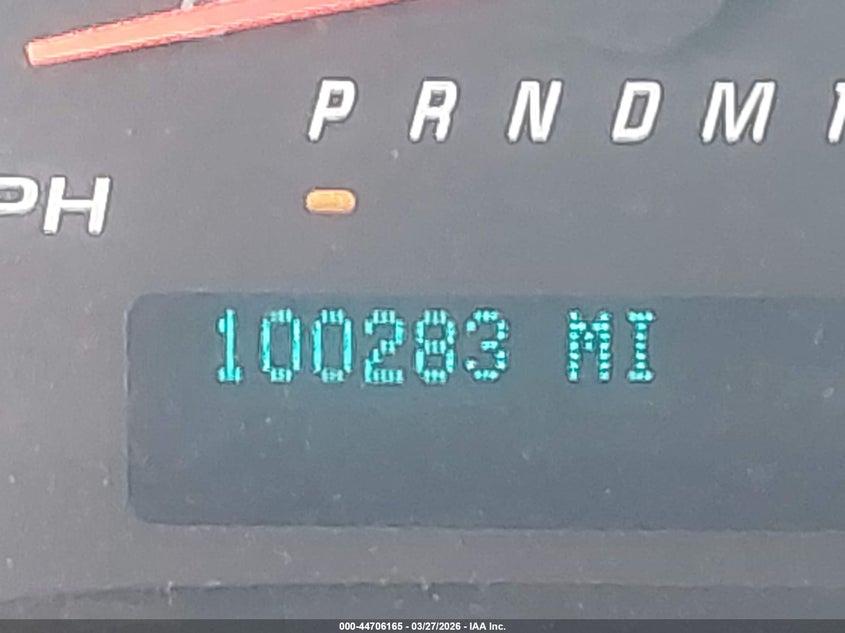 P R N D M
PH
100283 MI
000-44706165 - 03/27/2026 - IAA Inc.